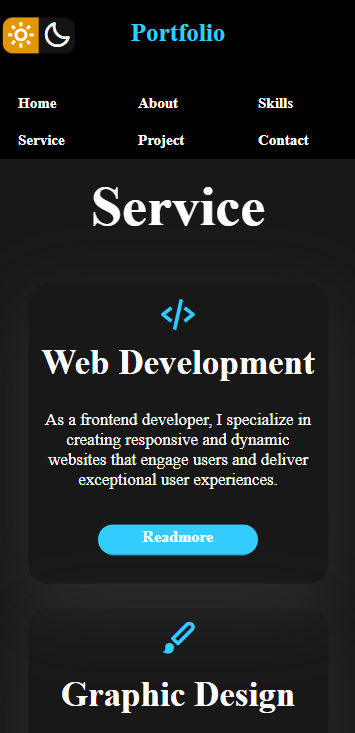 Portfolio
Home About Skills
Service Project Contact
Service
Web Development
As a frontend developer, I specialize in
creating responsive and dynamic
websites that engage users and deliver
exceptional user experiences.
Readmore
Graphic Design